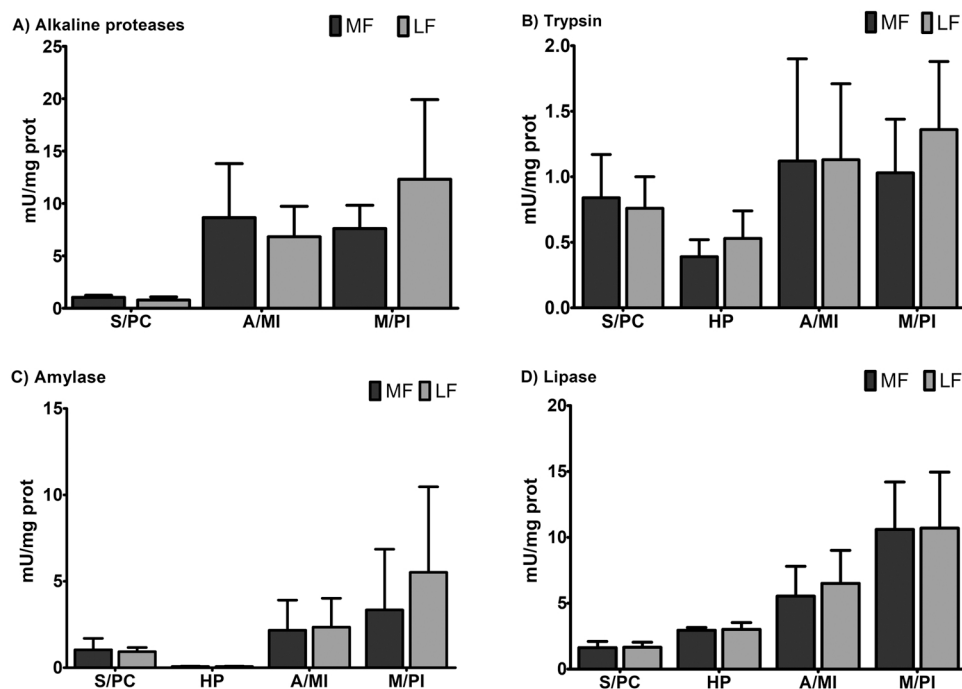 A) Alkaline proteases
MF LF
25
20
15
10
5
0
mU/mg prot
S/PC A/MI M/PI
B) Trypsin
MF LF
2.0
1.5
1.0
0.5
0.0
mU/mg prot
S/PC HP A/MI M/PI
C) Amylase
MF LF
15
10
5
0
mU/mg prot
S/PC HP A/MI M/PI
D) Lipase
MF LF
20
15
10
5
0
mU/mg prot
S/PC HP A/MI M/PI